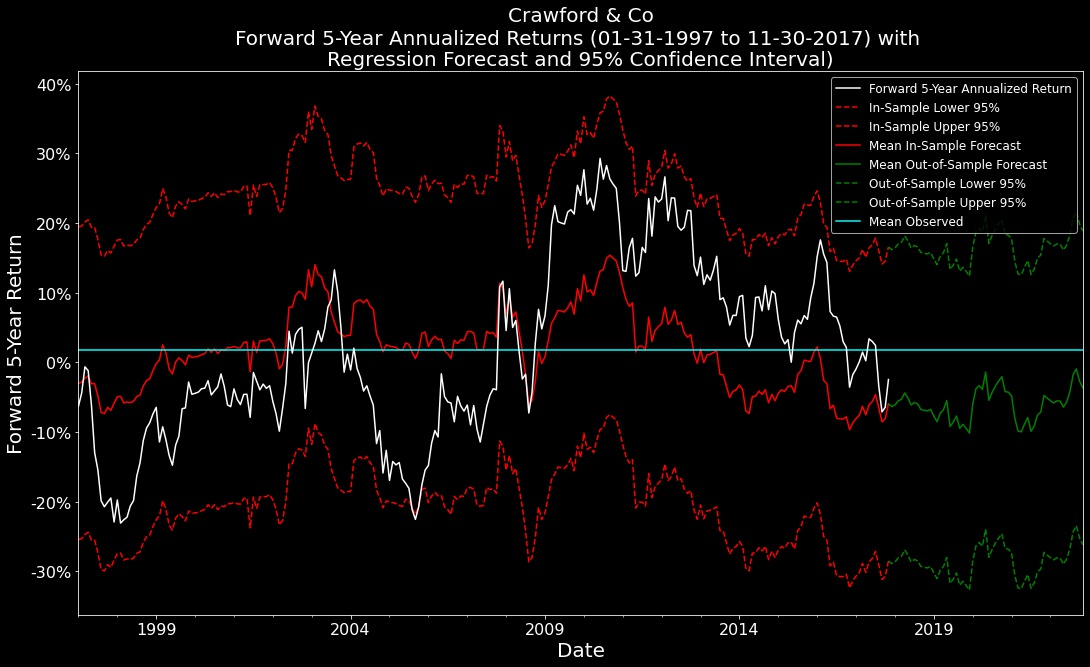 Crawford & Co
Forward 5-Year Annualized Returns (01-31-1997 to 11-30-2017) with
Regression Forecast and 95% Confidence Interval)
Forward 5-Year Annualized Return
In-Sample Lower 95%
In-Sample Upper 95%
Mean In-Sample Forecast
Mean Out-of-Sample Forecast
Out-of-Sample Lower 95%
Out-of-Sample Upper 95%
Mean Observed
Forward 5-Year Return
40%
30%
20%
10%
0%
-10%
-20%
-30%
1999
2004
2009
2014
2019
Date